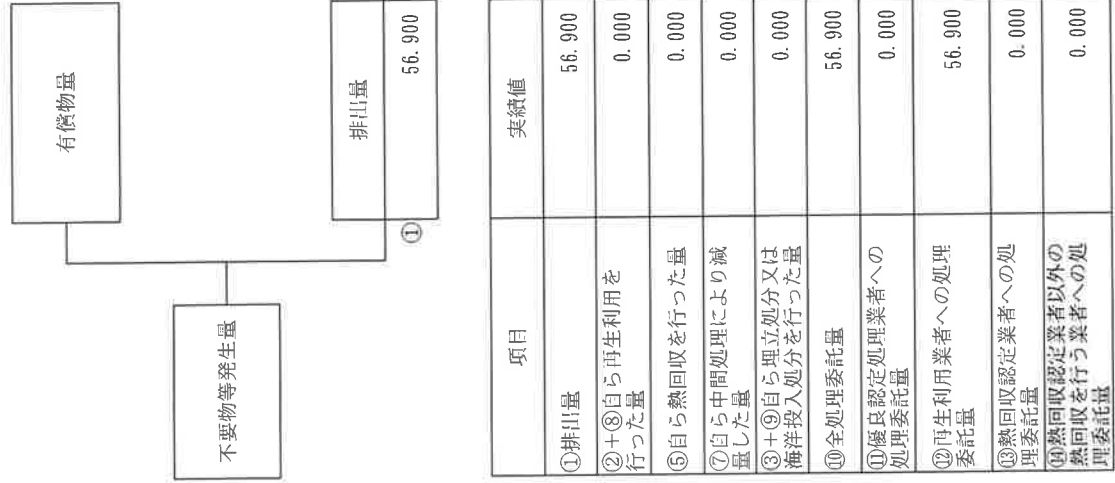 有償物量
不要物等発生量
排出量
①
56.900
項目
実績値
①排出量
56.900
②+⑧自ら再生利用を
行った量
0.000
⑤自ら熱回収を行った量
0.000
⑦自ら中間処理により減
量した量
0.000
③+⑨自ら埋立処分又は
海洋投入処分を行った量
0.000
⑩全処理委託量
56.900
⑪優良認定処理業者への
処理委託量
0.000
⑫再生利用業者への処理
委託量
56.900
⑬熱回収認定業者への処
理委託量
0.000
⑭熱回収認定業者以外の
熱回収を行う業者への処
理委託量
0.000